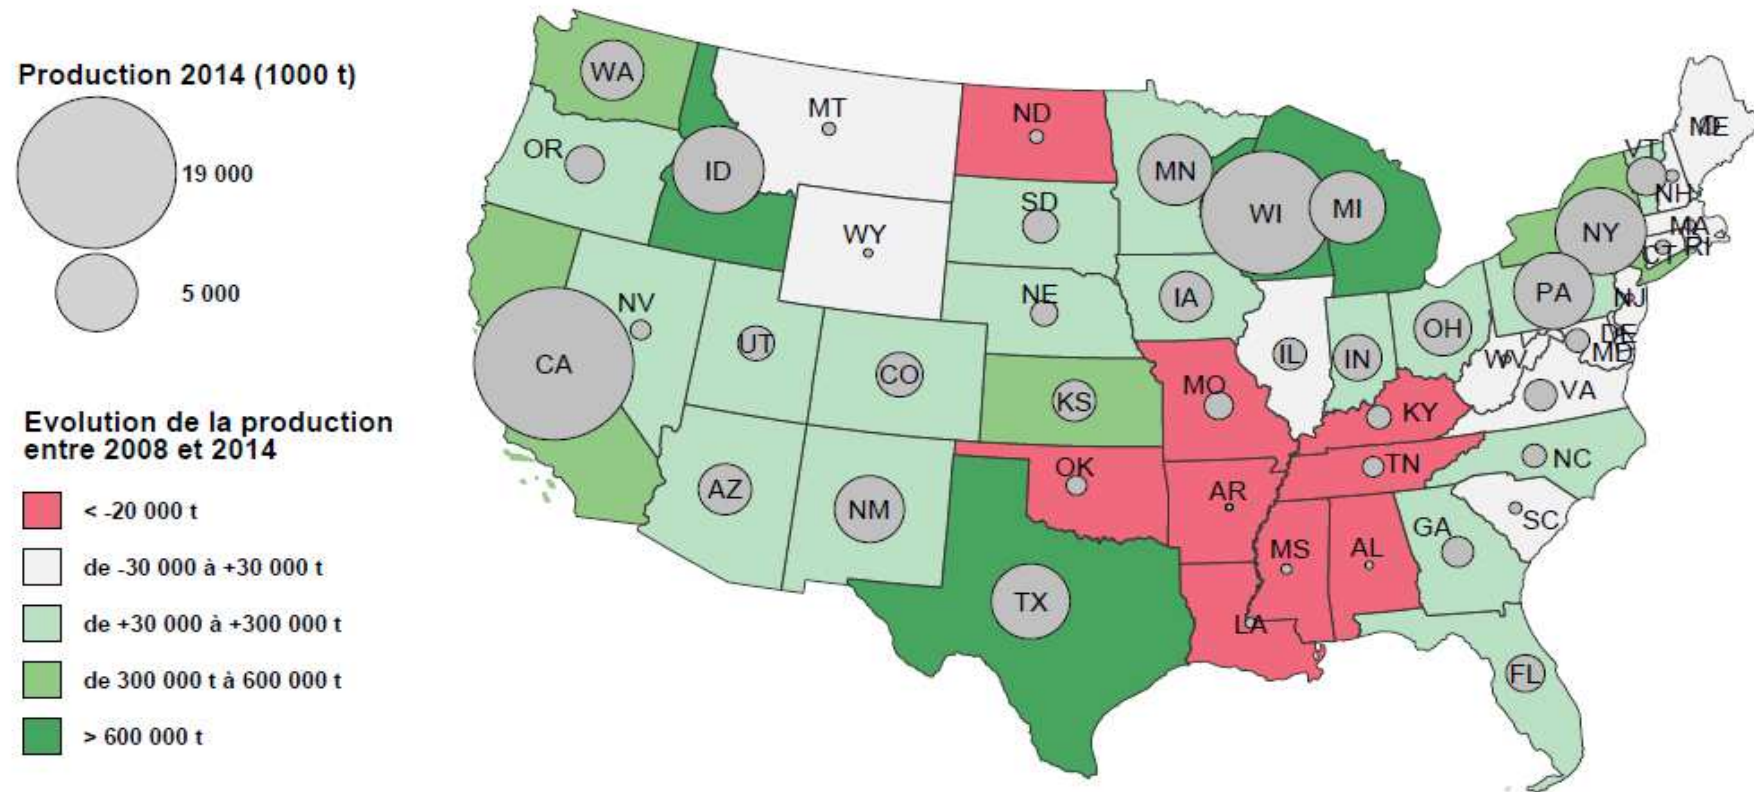 Production 2014 (1000 t)
19 000
5 000
Evolution de la production
entre 2008 et 2014
< -20 000 t
de -30 000 à +30 000 t
de +30 000 à +300 000 t
de 300 000 t à 600 000 t
> 600 000 t
WA
MT
ND
OR
ID
MN
WI
MI
VT
ME
NH
SD
WY
NY
MA
RI
CT
NV
NE
IA
PA
NJ
CA
UT
CO
KS
IL
IN
OH
WV
DE
MD
VA
MO
KY
AZ
NM
OK
AR
TN
NC
SC
GA
MS
AL
TX
LA
FL